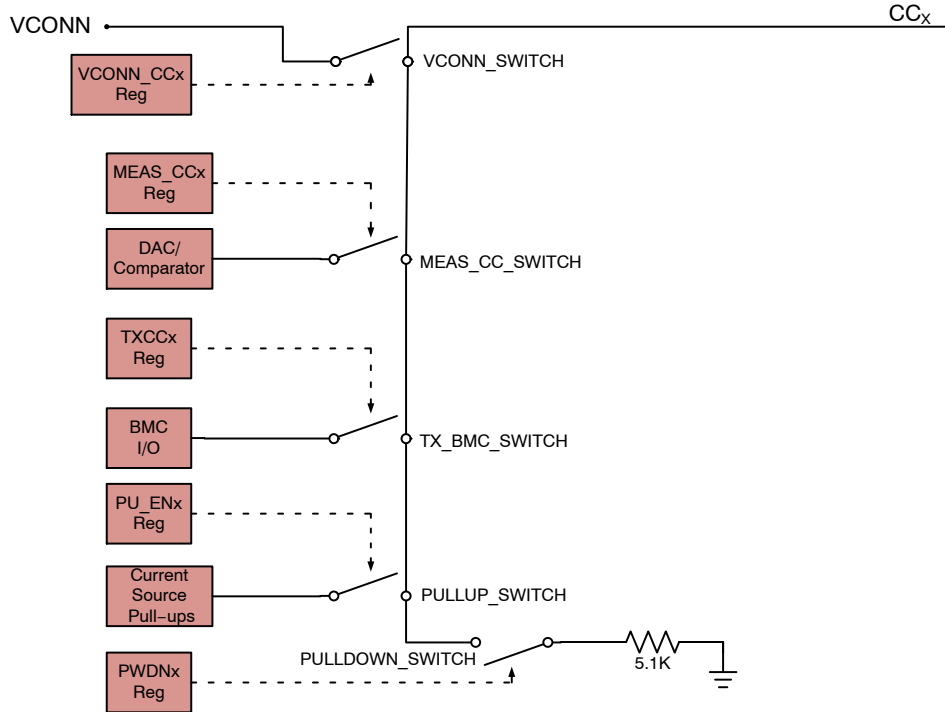 VCONN
CCX
VCONN_SWITCH
VCONN_CCx
Reg
MEAS_CCx
Reg
DAC/
Comparator
MEAS_CC_SWITCH
TXCCx
Reg
BMC
I/O
TX_BMC_SWITCH
PU_ENx
Reg
Current
Source
Pull−ups
PULLUP_SWITCH
PULLDOWN_SWITCH
5.1K
PWDNx
Reg